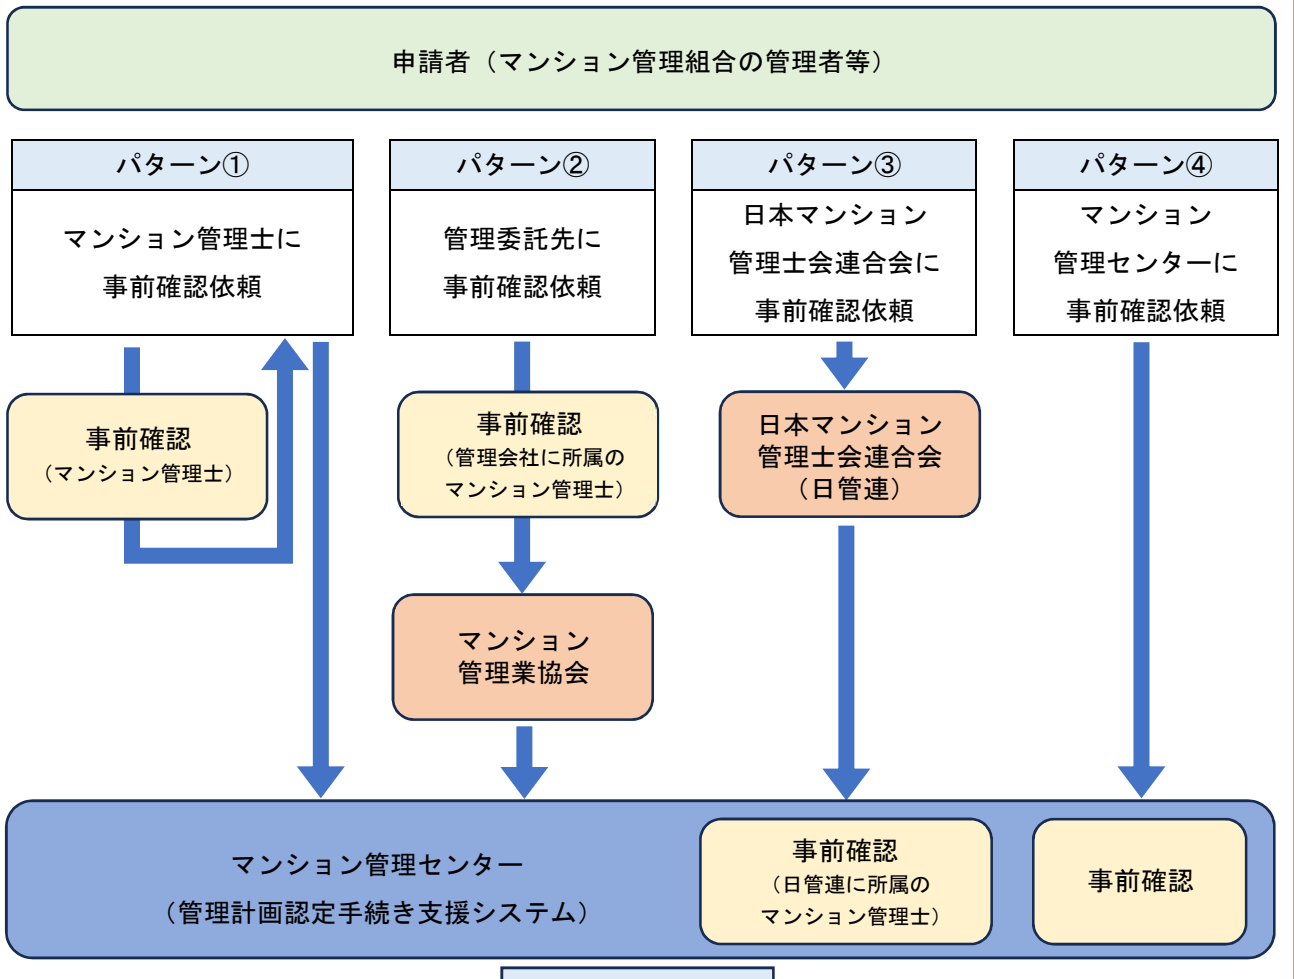 申請者（マンション管理組合の管理者等）
パターン①
マンション管理士に
事前確認依頼
パターン②
管理委託先に
事前確認依頼
パターン③
日本マンション
管理士会連合会に
事前確認依頼
パターン④
マンション
管理センターに
事前確認依頼
事前確認
（マンション管理士）
事前確認
（管理会社に所属の
マンション管理士）
日本マンション
管理士会連合会
（日管連）
マンション
管理業協会
マンション管理センター
（管理計画認定手続き支援システム）
事前確認
（日管連に所属の
マンション管理士）
事前確認